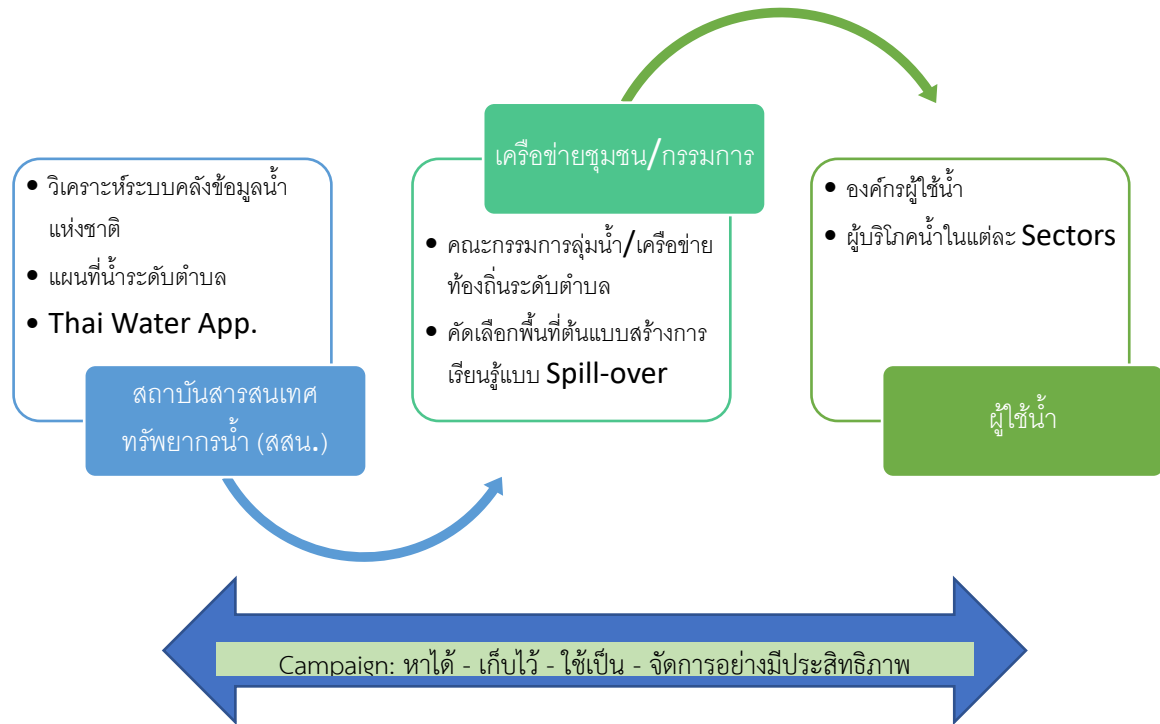 วิเคราะห์ระบบคลังข้อมูลน้ำ
แห่งชาติ
แผนที่น้ำระดับตำบล
Thai Water App.
สถาบันสารสนเทศ
ทรัพยากรน้ำ (สสน.)
เครือข่ายชุมชน/กรรมการ
คณะกรรมการลุ่มน้ำ/เครือข่าย
ท้องถิ่นระดับตำบล
คัดเลือกพื้นที่ต้นแบบสร้างการ
เรียนรู้แบบ Spill-over
องค์กรผู้ใช้น้ำ
ผู้บริโภคน้ำในแต่ละ Sectors
ผู้ใช้น้ำ
Campaign: หาได้ - เก็บไว้ - ใช้เป็น - จัดการอย่างมีประสิทธิภาพ